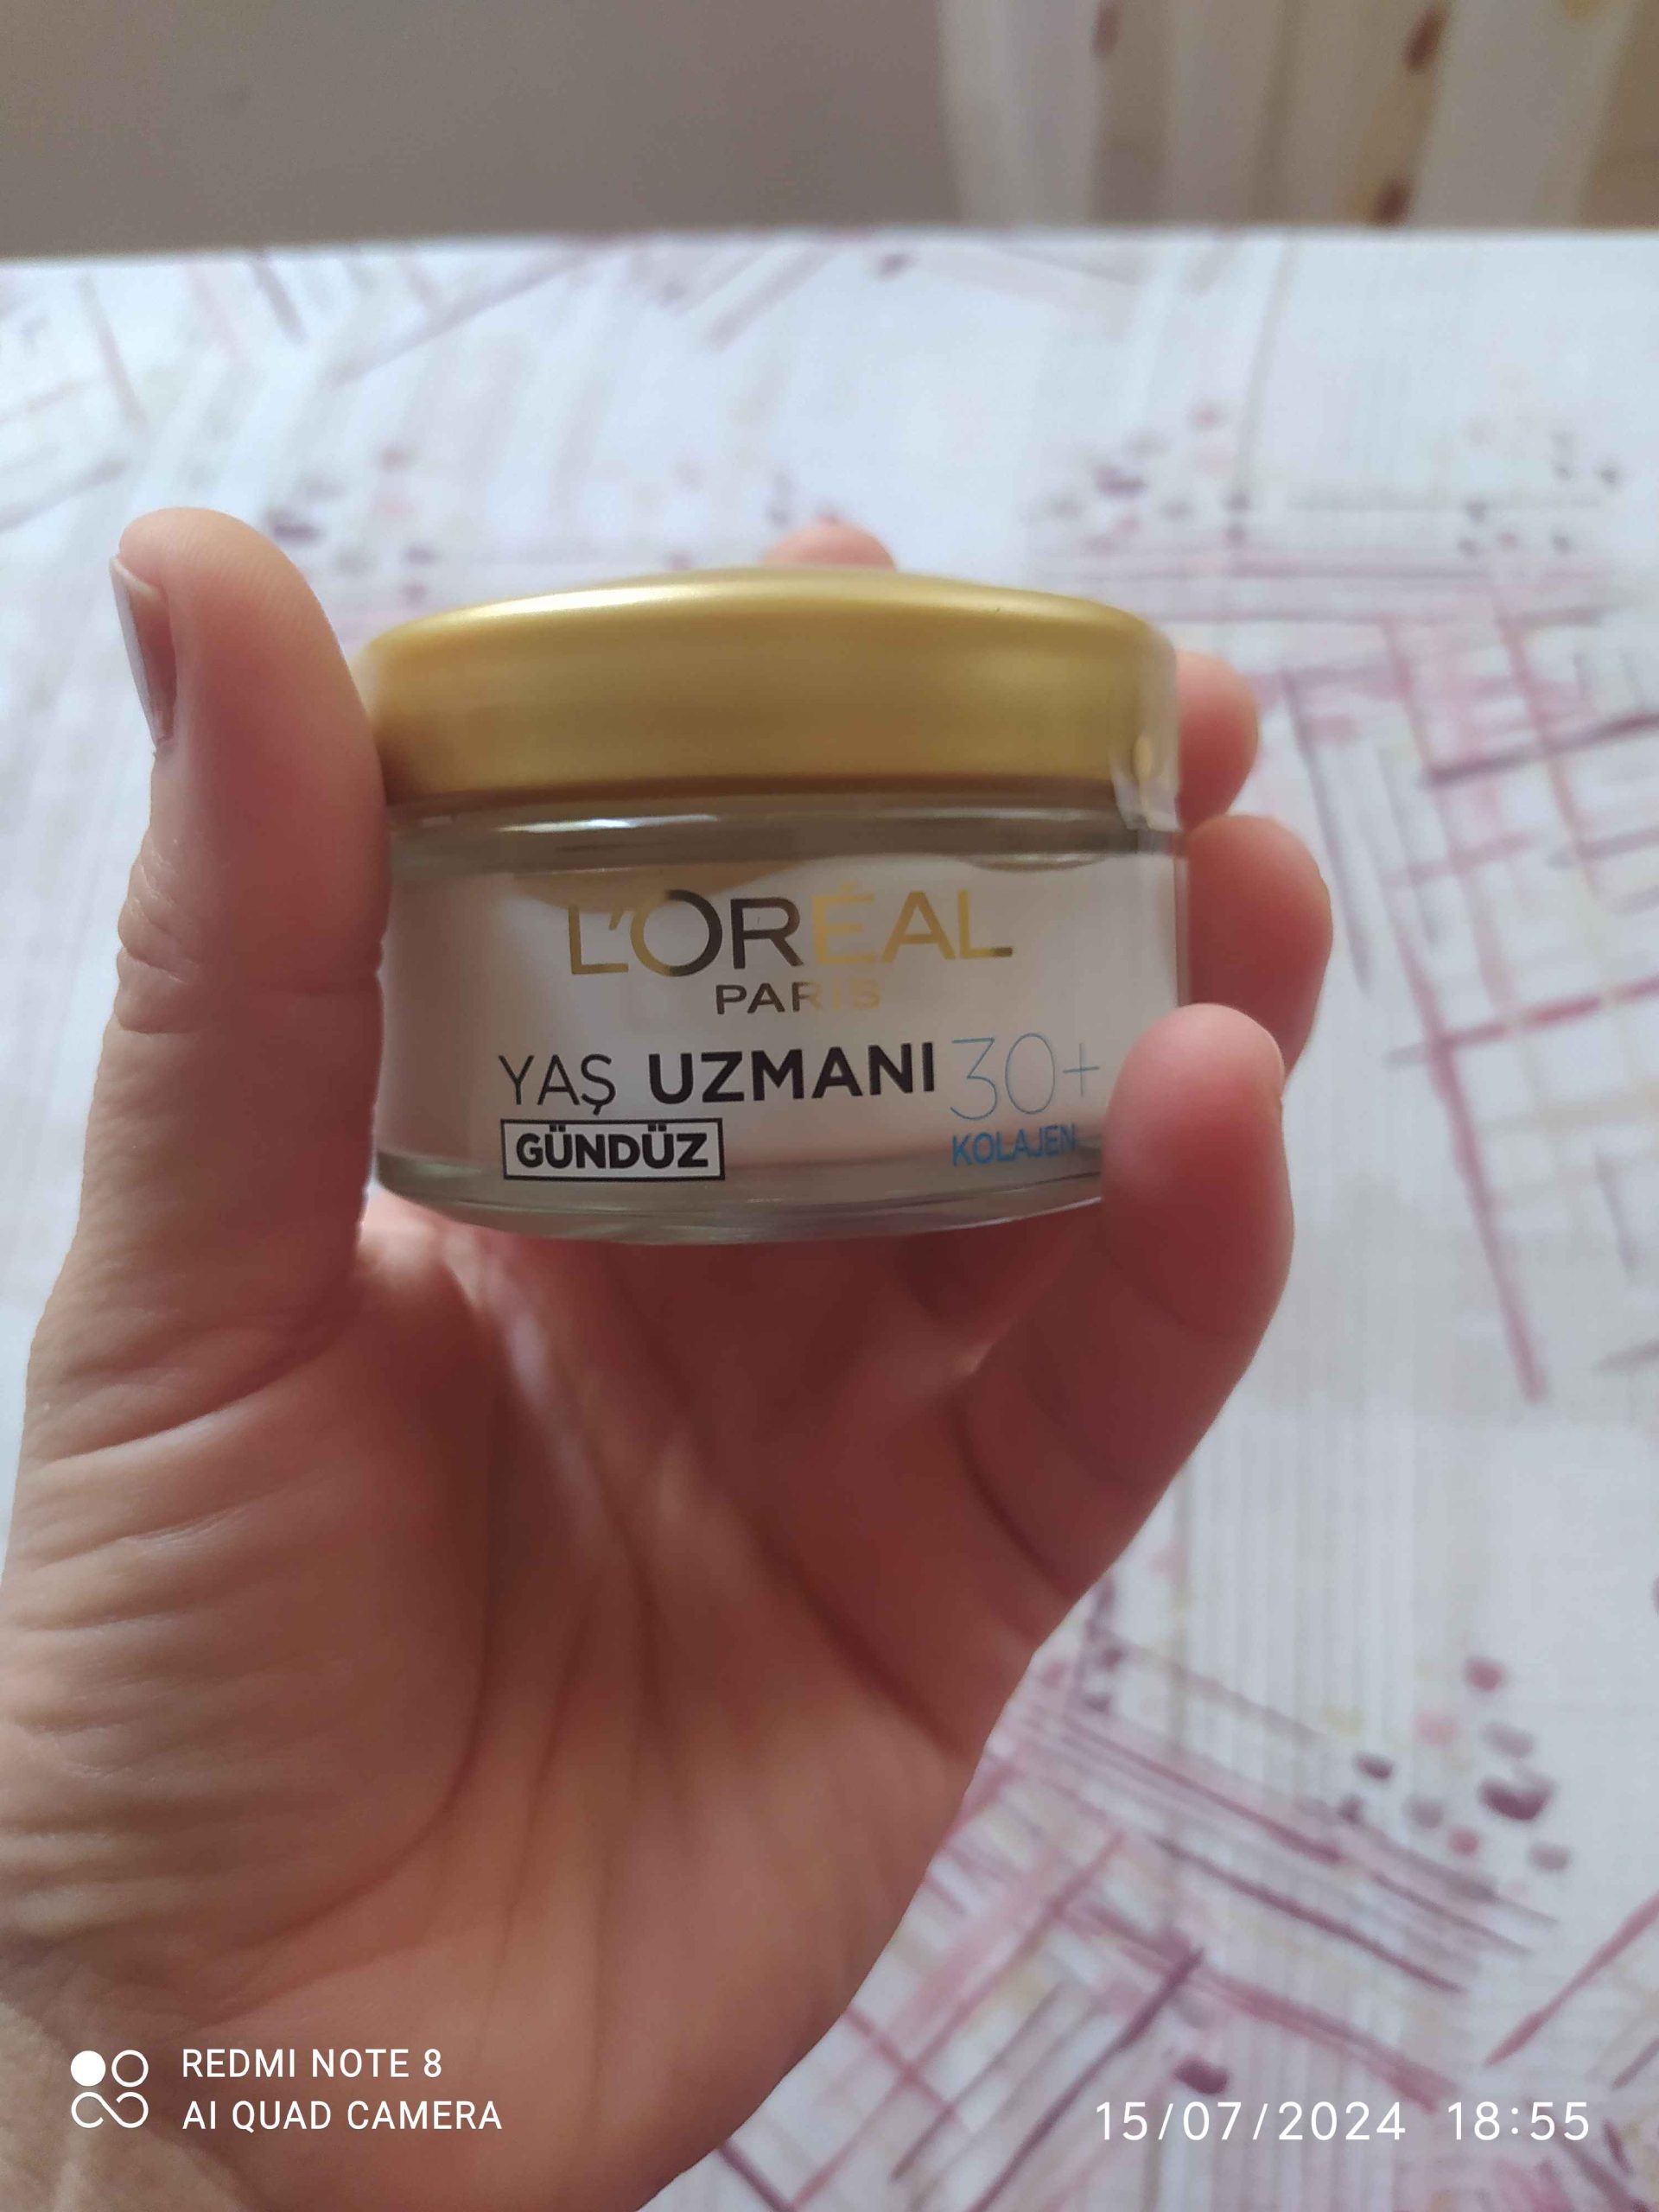 L'ORÉAL
PARIS
YAŞ UZMANI 30+
GÜNDÜZ
KOLAJEN
REDMI NOTE 8
AI QUAD CAMERA
15/07/2024 18:55